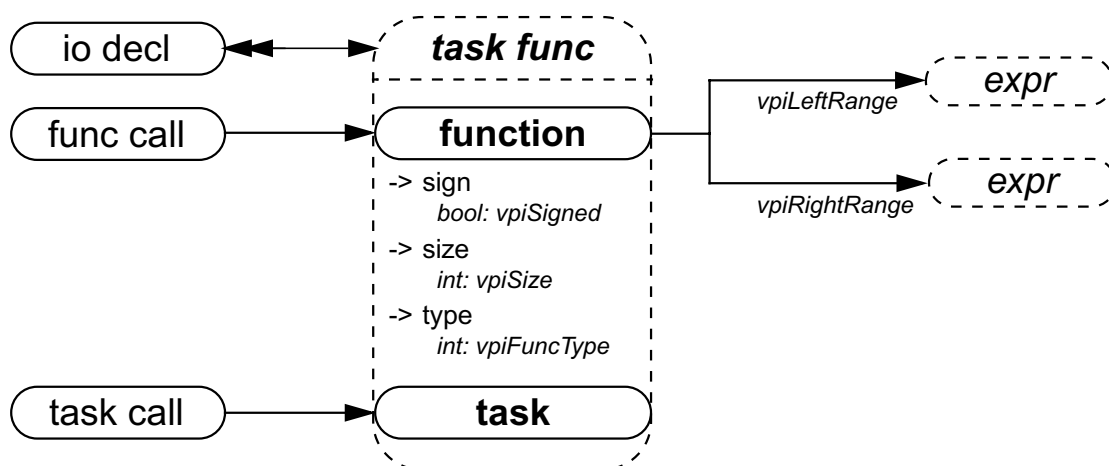 io decl
task func
expr
vpiLeftRange
func call
function
-> sign
bool: vpiSigned
expr
vpiRightRange
-> size
int: vpiSize
-> type
int: vpiFuncType
task call
task